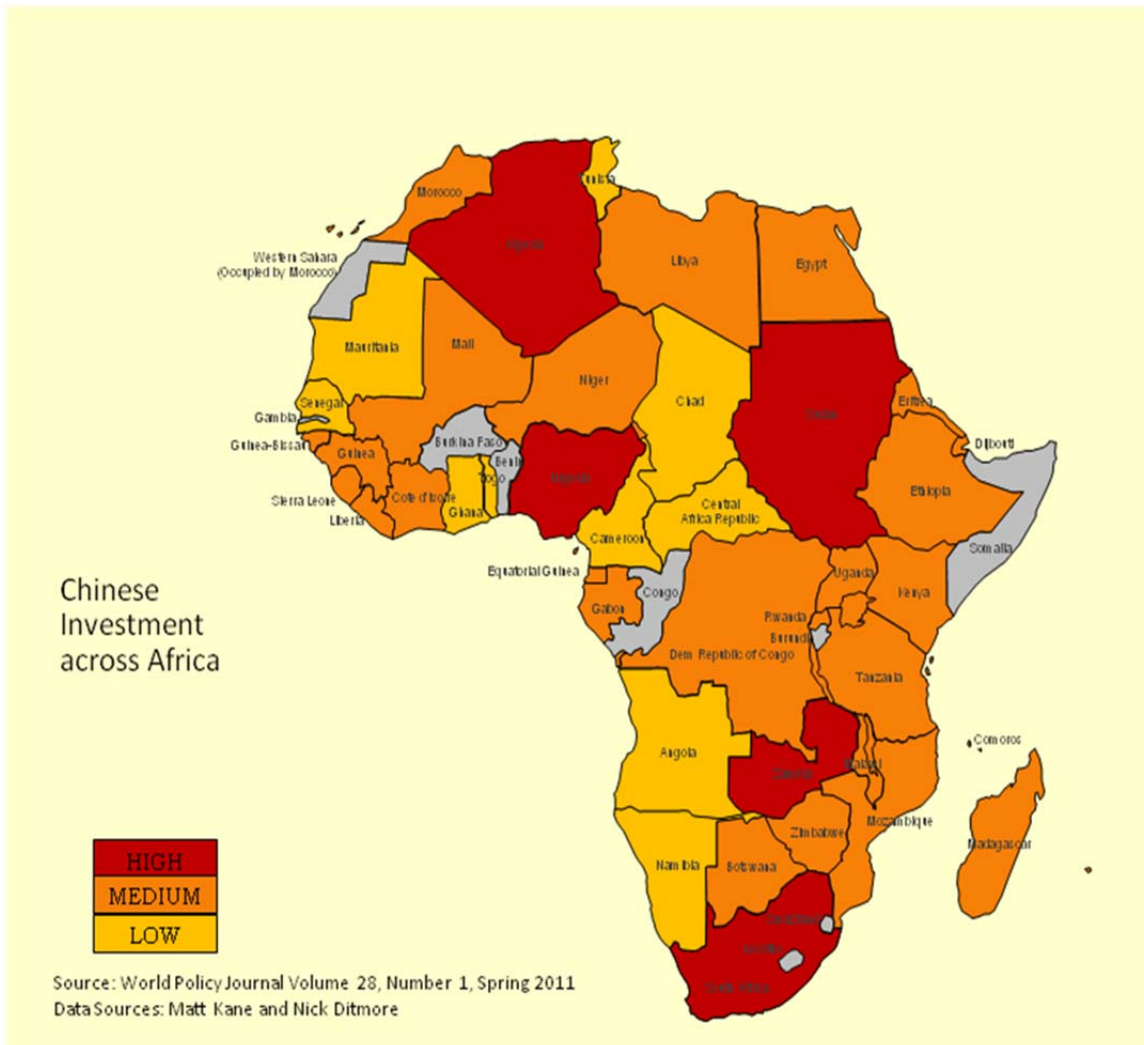 Morocco
Algeria
Tunisia
Libya
Egypt
Western Sahara
(Occupied by Morocco)
Mauritania
Mali
Niger
Chad
Sudan
Eritrea
Senegal
Gambia
Guinea-Bissau
Guinea
Burkina Faso
Benin
Togo
Nigeria
Djibouti
Sierra Leone
Cote d'Ivoire
Ghana
Liberia
Central
Africa Republic
Ethiopia
Cameroon
Somalia
Equatorial Guinea
Congo
Uganda
Kenya
Gabon
Rwanda
Burundi
Dem Republic of Congo
Tanzania
Chinese
Investment
across Africa
Angola
Comoros
Zambia
Malawi
Mozambique
Zimbabwe
Madagascar
Namibia
Botswana
HIGH
MEDIUM
LOW
South Africa
Source: World Policy Journal Volume 28, Number 1, Spring 2011
Data Sources: Matt Kane and Nick Ditmore